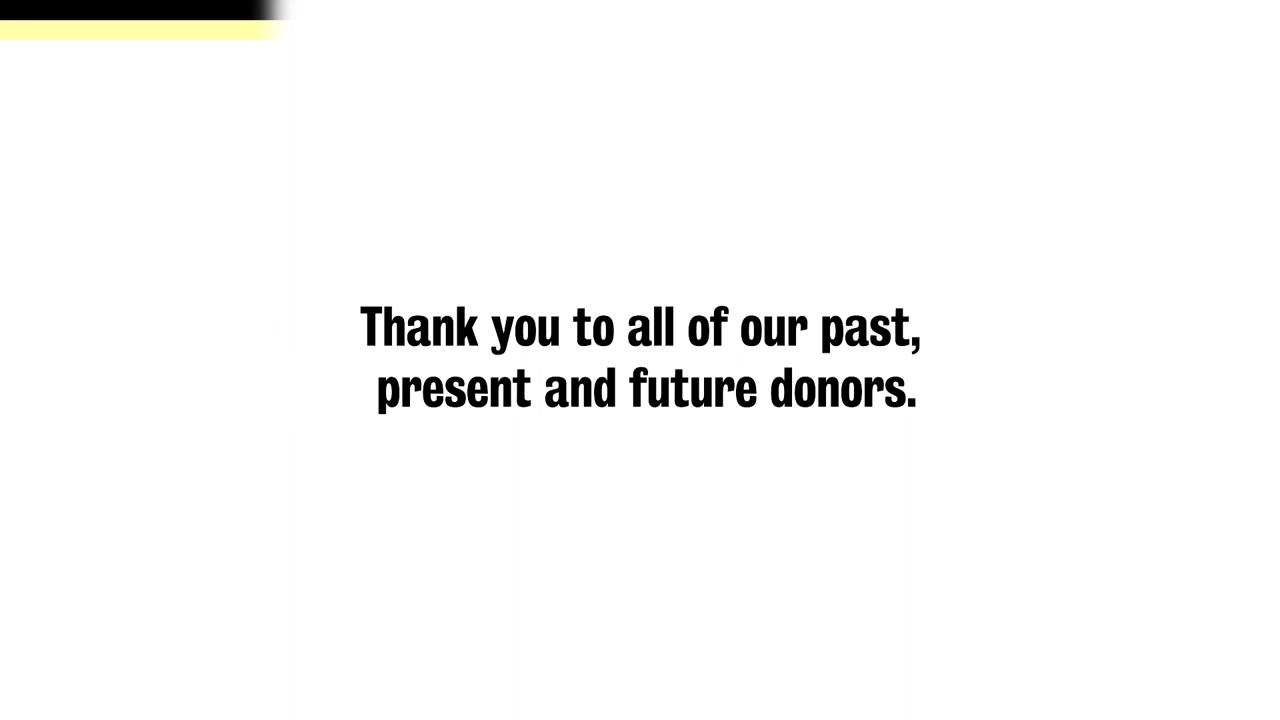 Thank you to all of our past,
present and future donors.